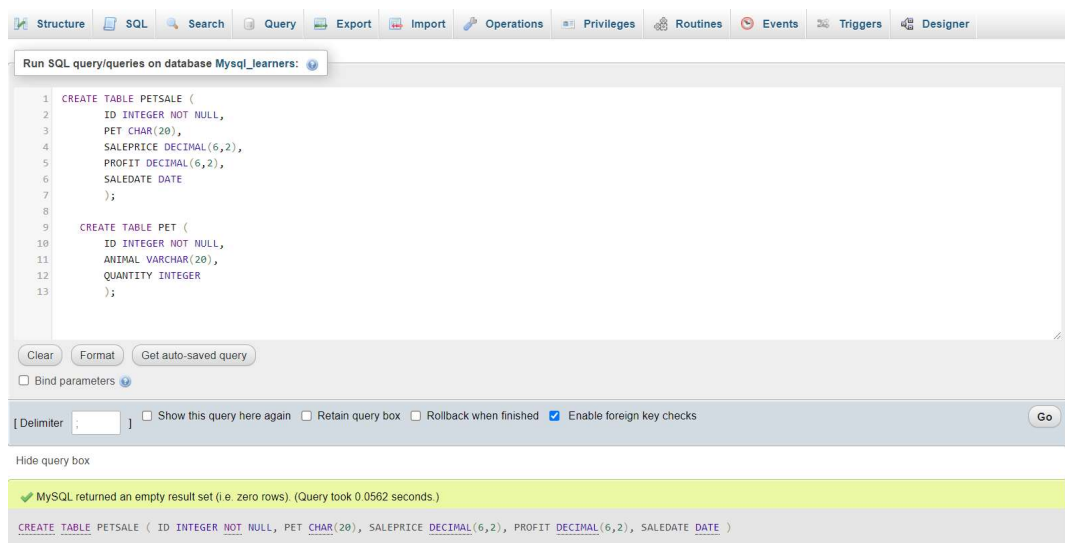 Structure SQL Search Query Export Import Operations Privileges Routines Events Triggers Designer
Run SQL query/queries on database Mysql_learners:
1 CREATE TABLE PETSALE (
2 ID INTEGER NOT NULL,
3 PET CHAR(20),
4 SALEPRICE DECIMAL(6,2),
5 PROFIT DECIMAL(6,2),
6 SALEDATE DATE
7 );
8
9 CREATE TABLE PET (
10 ID INTEGER NOT NULL,
11 ANIMAL VARCHAR(20),
12 QUANTITY INTEGER
13 );
Clear Format Get auto-saved query
Bind parameters
[ Delimiter ; ] Show this query here again Retain query box Rollback when finished Enable foreign key checks Go
Hide query box
MySQL returned an empty result set (i.e. zero rows). (Query took 0.0562 seconds.)
CREATE TABLE PETSALE ( ID INTEGER NOT NULL, PET CHAR(20), SALEPRICE DECIMAL(6,2), PROFIT DECIMAL(6,2), SALEDATE DATE )